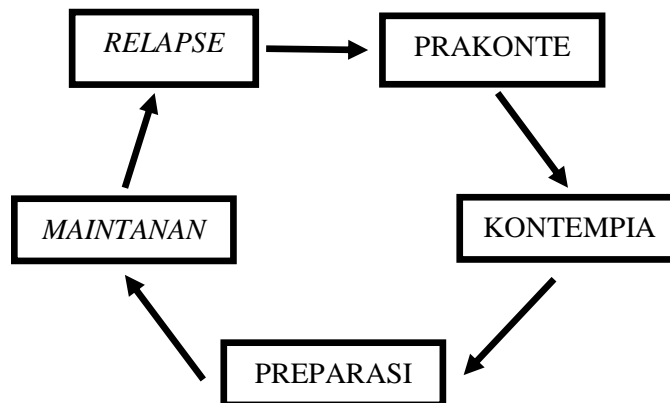 RELAPSE
PRAKONTE
MAINTANAN
KONTEMPIA
PREPARASI